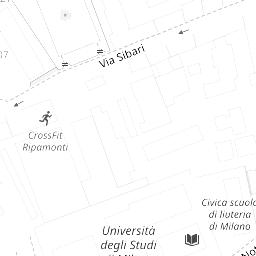 Via Sibari
CrossFit
Ripamonti
Civica scuola
di liuteria
di Milano
Università
degli Studi